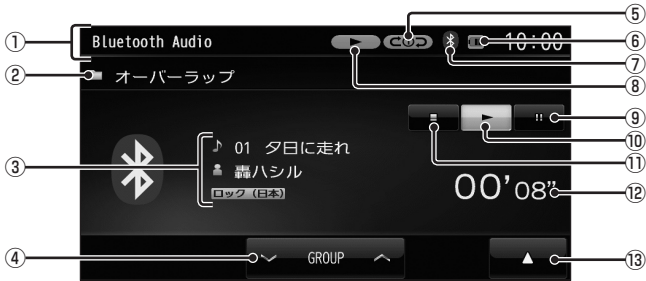 ①
Bluetooth Audio
10:00
⑤
⑥
⑦
⑧
②
オーバーラップ
③
01 夕日に走れ
轟ハシル
ロック (日本)
⑨
⑩
⑪
00'08"
⑫
④
GROUP
⑬